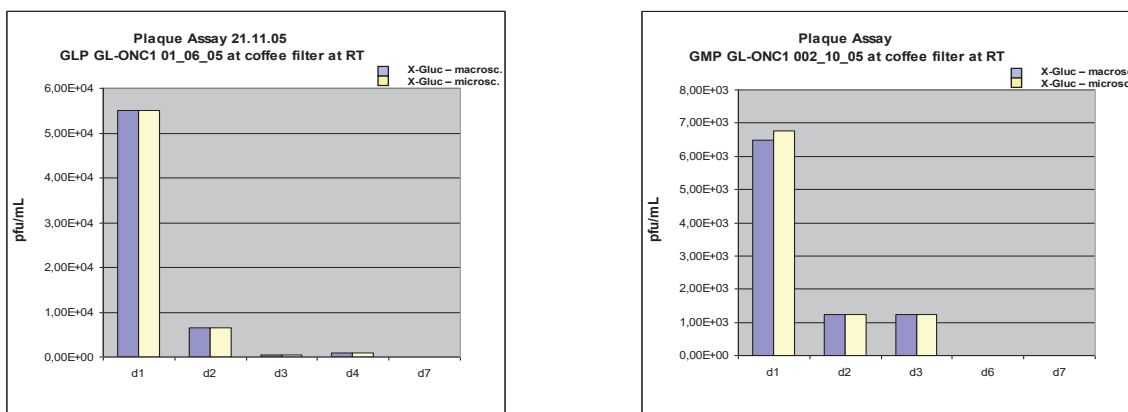 Plaque Assay 21.11.05
GLP GL-ONC1 01_06_05 at coffee filter at RT
X-Gluc – macrosc.
X-Gluc – microsc.
6,00E+04
5,00E+04
4,00E+04
3,00E+04
2,00E+04
1,00E+04
0,00E+00
pfu/mL
d1 d2 d3 d4 d7
Plaque Assay
GMP GL-ONC1 002_10_05 at coffee filter at RT
X-Gluc – macrosc
X-Gluc – microsc
8,00E+03
7,00E+03
6,00E+03
5,00E+03
4,00E+03
3,00E+03
2,00E+03
1,00E+03
0,00E+00
pfu/mL
d1 d2 d3 d6 d7